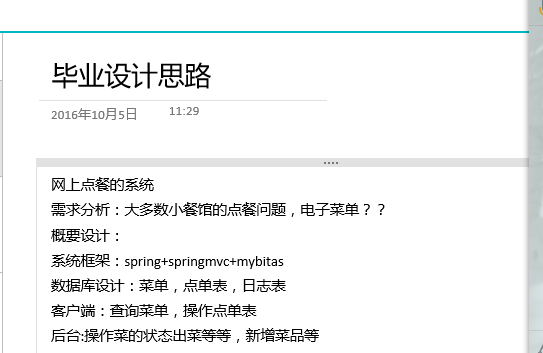 毕业设计思路
2016年10月5日 11:29
网上点餐的系统
需求分析：大多数小餐馆的点餐问题，电子菜单？？
概要设计：
系统框架：spring+springmvc+mybitas
数据库设计：菜单，点单表，日志表
客户端：查询菜单，操作点单表
后台:操作菜的状态出菜等等，新增菜品等